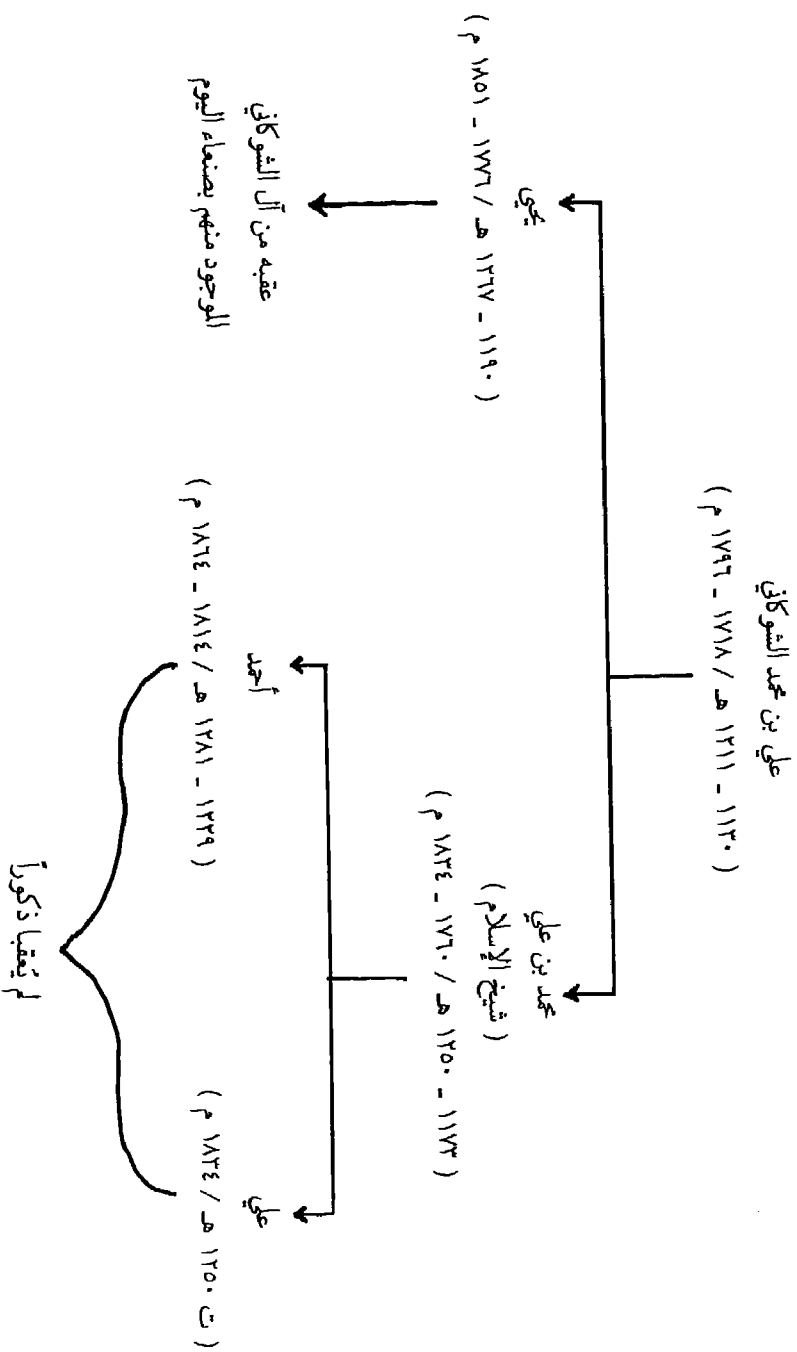 علي بن محمد الشوكاني
( ١١٣٠ - ١٢١١ هـ / ١٧١٨ - ١٧٩٦ م )
محمد بن علي
( شيخ الإسلام )
( ١١٧٣ - ١٢٥٠ هـ / ١٧٦٠ - ١٨٣٤ م )
يحيى
( ١١٩٠ - ١٢٦٧ هـ / ١٧٧٦ - ١٨٥١ م )
علي
( ت ١٢٥٠ هـ / ١٨٣٤ م )
أحمد
( ١٢٢٩ - ١٢٨١ هـ / ١٨١٤ - ١٨٦٤ م )
عقبه من آل الشوكاني
الموجود منهم بصنعاء اليوم
لم يُعقبا ذكوراً